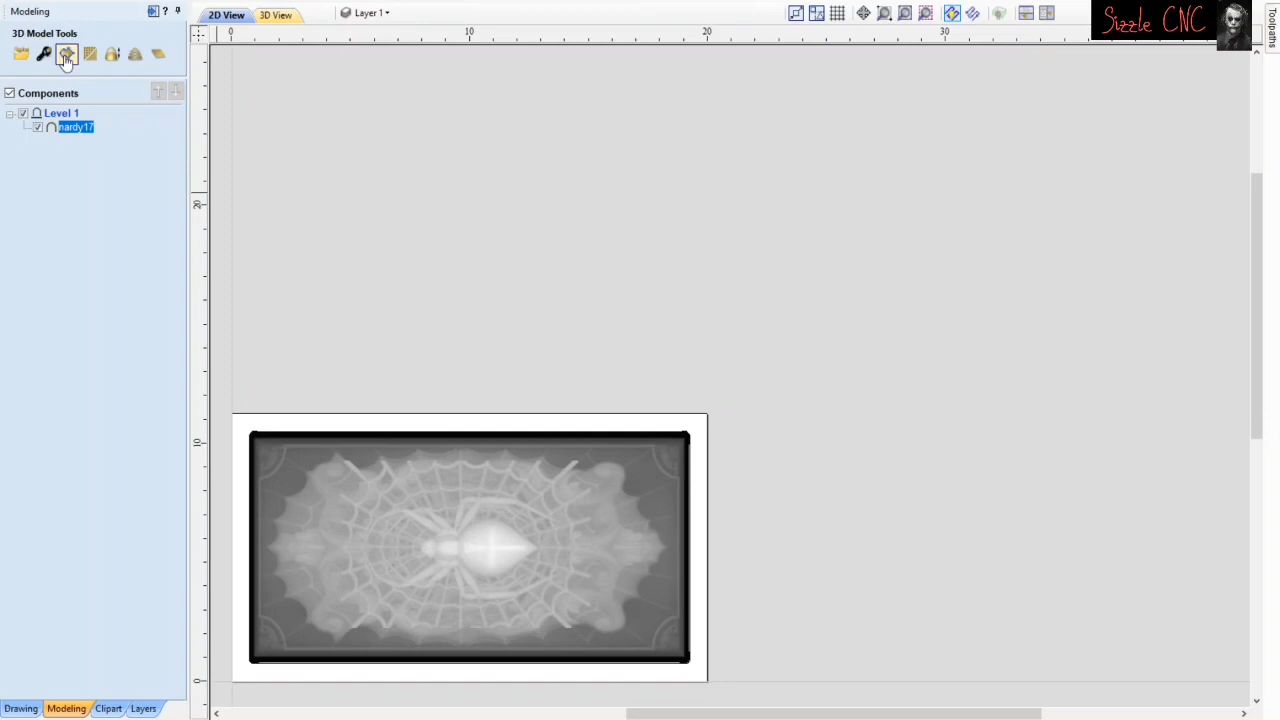 Modeling ?
3D Model Tools
Components
Level 1
hardy17
Drawing Modeling Clipart Layers
2D View 3D View Layer 1
0 10 20 30
20
10
0
Sizzle CNC
Toolpaths